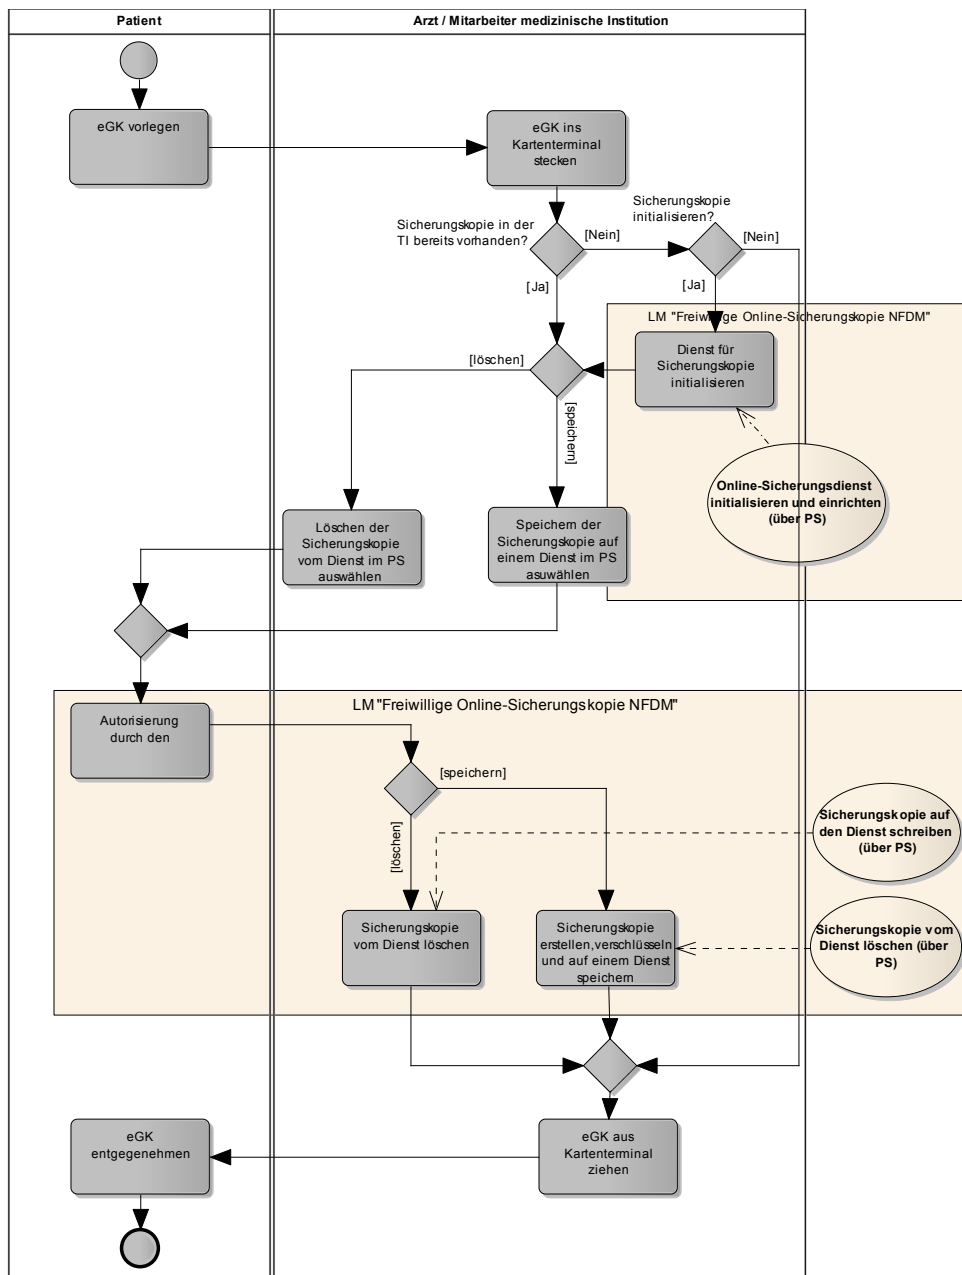 Patient
Arzt / Mitarbeiter medizinische Institution
eGK vorlegen
eGK ins
Kartenterminal
stecken
Sicherungskopie
initialisieren?
Sicherungskopie in der
TI bereits vorhanden?
[Nein]
[Nein]
[Ja]
[Ja]
LM "Freiwillige Online-Sicherungskopie NFDM"
Dienst für
Sicherungskopie
initialisieren
[löschen]
[speichern]
Online-Sicherungsdienst
initialisieren und einrichten
(über PS)
Löschen der
Sicherungskopie
vom Dienst im PS
auswählen
Speichern der
Sicherungskopie auf
einem Dienst im PS
asuwählen
LM "Freiwillige Online-Sicherungskopie NFDM"
Autorisierung
durch den
[speichern]
[löschen]
Sicherungskopie auf
den Dienst schreiben
(über PS)
Sicherungskopie
vom Dienst löschen
Sicherungskopie
erstellen,verschlüsseln
und auf einem Dienst
speichern
Sicherungskopie vom
Dienst löschen (über
PS)
eGK
entgegenehmen
eGK aus
Kartenterminal
ziehen